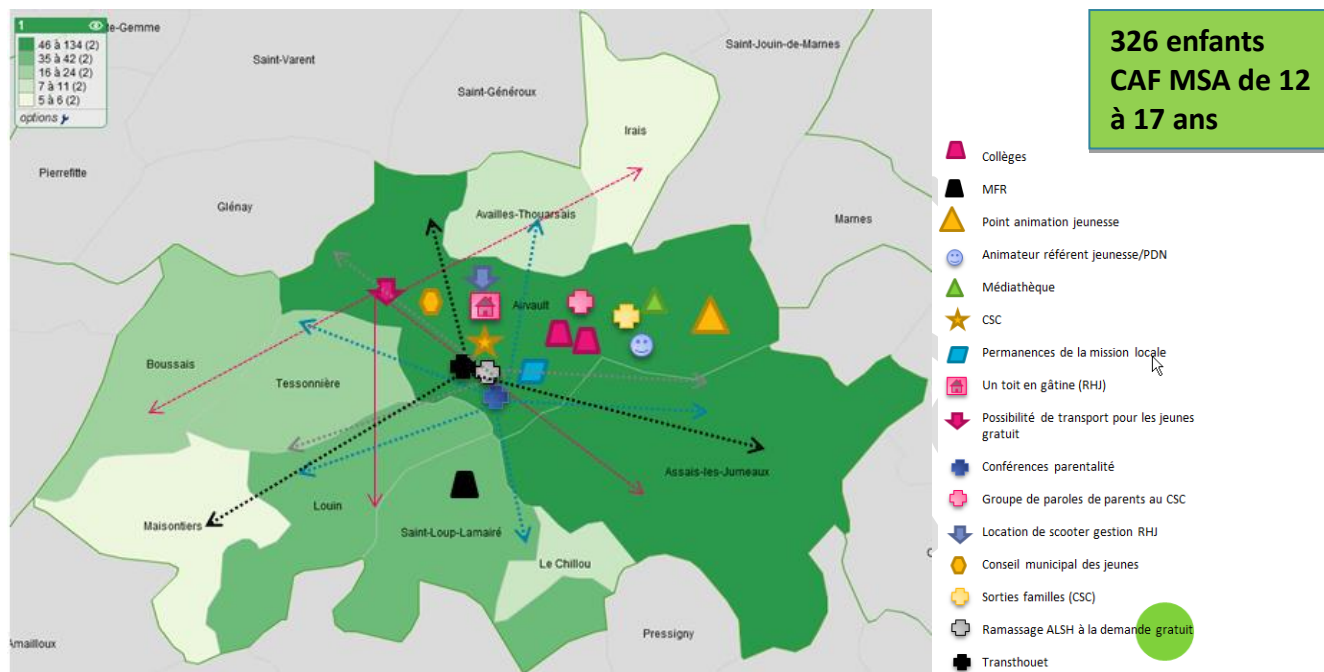 1
46 à 134 (2)
35 à 42 (2)
16 à 24 (2)
7 à 11 (2)
5 à 6 (2)
options
te-Gemme
Saint-Varent
Saint-Jouin-de-Marnes
Saint-Généroux
Irais
Pierrefitte
Glénay
Availles-Thouarsais
Marnes
Airvault
Boussais
Tessonnière
Assais-les-Jumeaux
Louin
Maisontiers
Saint-Loup-Lamairé
Le Chillou
Pressigny
Amailloux
326 enfants
CAF MSA de 12
à 17 ans
Collèges
MFR
Point animation jeunesse
Animateur référent jeunesse/PDN
Médiathèque
CSC
Permanences de la mission locale
Un toit en gâtine (RHJ)
Possibilité de transport pour les jeunes
gratuit
Conférences parentalité
Groupe de paroles de parents au CSC
Location de scooter gestion RHJ
Conseil municipal des jeunes
Sorties familles (CSC)
Ramassage ALSH à la demande gratuit
Transthouet